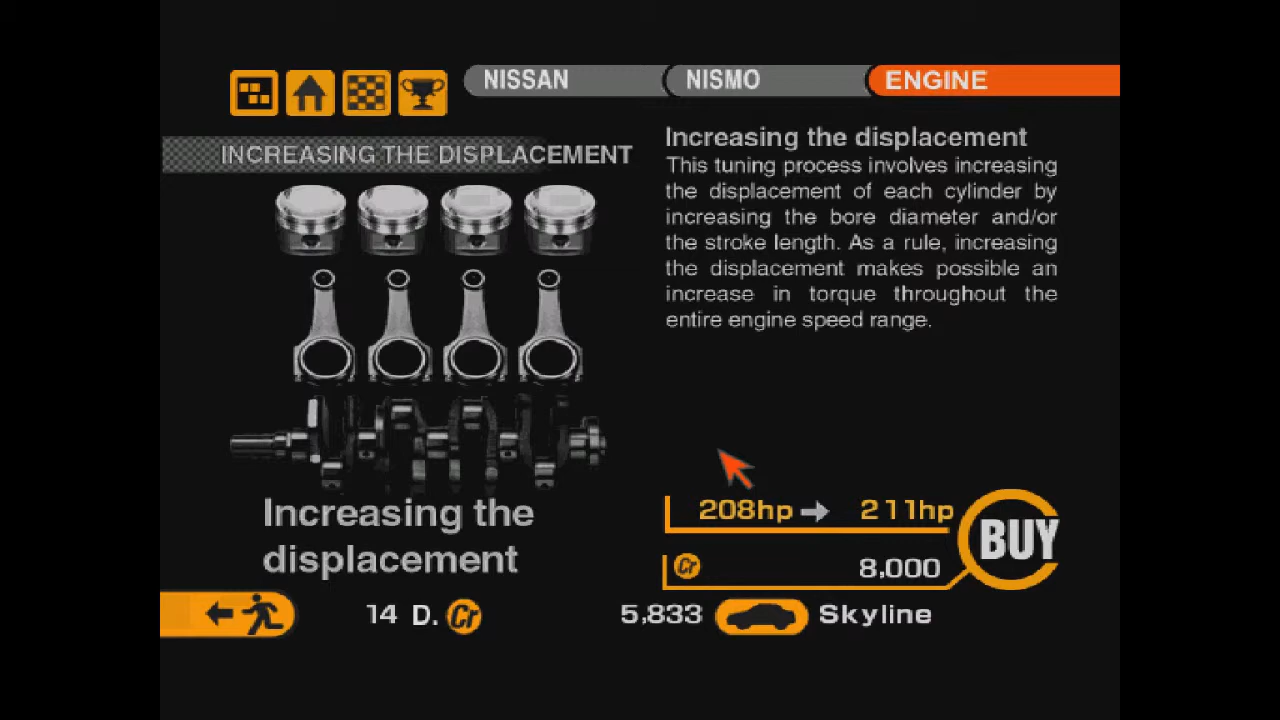 NISSAN
NISMO
ENGINE
INCREASING THE DISPLACEMENT
Increasing the displacement
This tuning process involves increasing
the displacement of each cylinder by
increasing the bore diameter and/or
the stroke length. As a rule, increasing
the displacement makes possible an
increase in torque throughout the
entire engine speed range.
Increasing the
displacement
208hp 211hp
Cr 8,000
BUY
14 D. Cr 5,833 Skyline